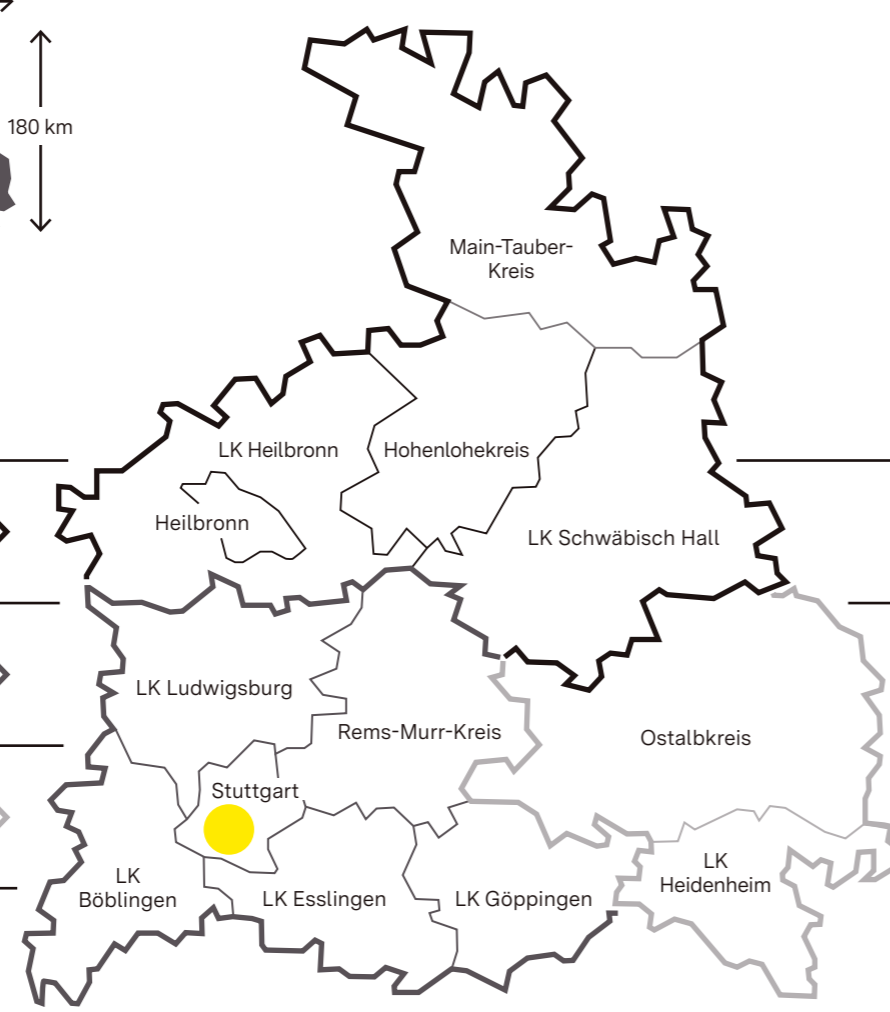 180 km
Main-Tauber-
Kreis
LK Heilbronn
Hohenlohekreis
Heilbronn
LK Schwäbisch Hall
LK Ludwigsburg
Rems-Murr-Kreis
Ostalbkreis
Stuttgart
LK
Böblingen
LK Esslingen
LK Göppingen
LK
Heidenheim